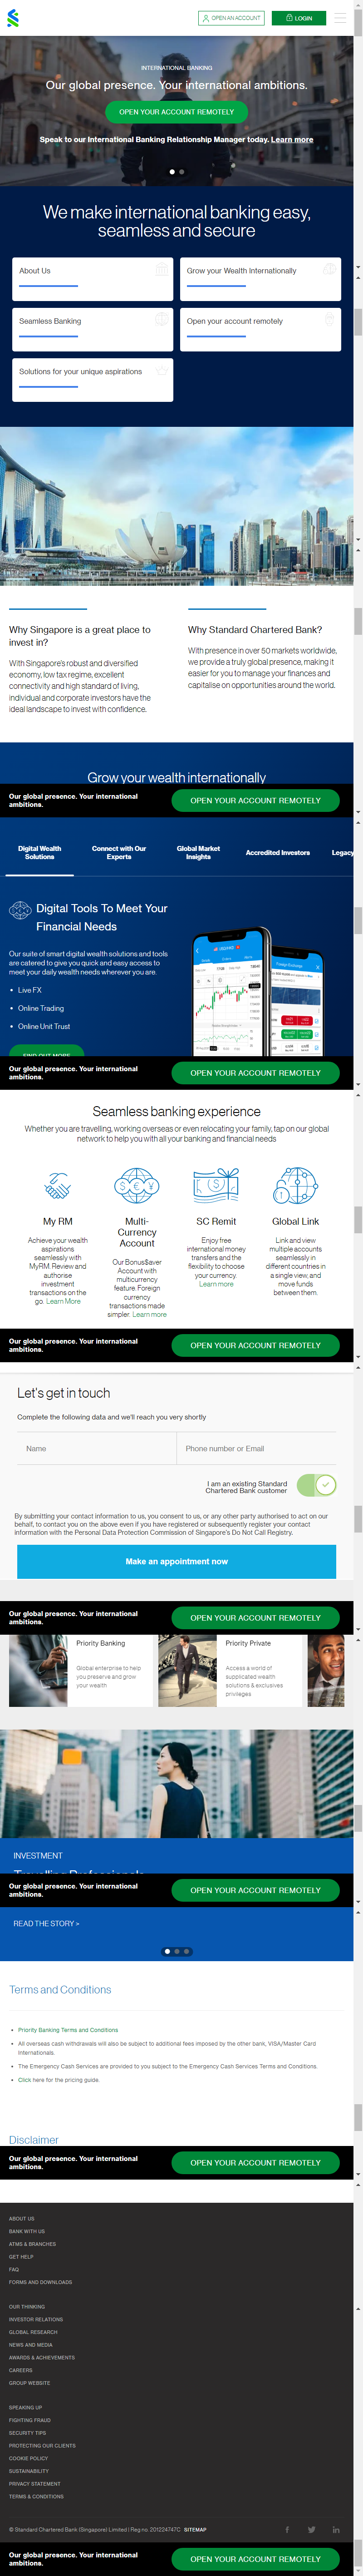 OPEN AN ACCOUNT
LOGIN
INTERNATIONAL BANKING
Our global presence. Your international ambitions.
OPEN YOUR ACCOUNT REMOTELY
Speak to our International Banking Relationship Manager today. Learn more
We make international banking easy,
seamless and secure
About Us
Grow your Wealth Internationally
Seamless Banking
Open your account remotely
Solutions for your unique aspirations
Why Singapore is a great place to
invest in?
With Singapore's robust and diversified
economy, low tax regime, excellent
connectivity and high standard of living,
individual and corporate investors have the
ideal landscape to invest with confidence.
Why Standard Chartered Bank?
With presence in over 50 markets worldwide,
we provide a truly global presence, making it
easier for you to manage your finances and
capitalise on opportunities around the world.
Grow your wealth internationally
Our global presence. Your international
ambitions.
OPEN YOUR ACCOUNT REMOTELY
Digital Wealth
Solutions
Connect with Our
Experts
Global Market
Insights
Accredited Investors
Legacy
Digital Tools To Meet Your
Financial Needs
Our suite of smart digital wealth solutions and tools
are catered to give you quick and easy access to
meet your daily wealth needs wherever you are.
• Live FX
• Online Trading
• Online Unit Trust
FIND OUT MORE
Our global presence. Your international
ambitions.
OPEN YOUR ACCOUNT REMOTELY
Seamless banking experience
Whether you are travelling, working overseas or even relocating your family, tap on our global
network to help you with all your banking and financial needs
My RM
Achieve your wealth
aspirations
seamlessly with
MyRM. Review and
authorise
investment
transactions on the
go. Learn More
Multi-
Currency
Account
Our Bonus$aver
Account with
multicurrency
feature. Foreign
currency
transactions made
simpler. Learn more
SC Remit
Enjoy free
international money
transfers and the
flexibility to choose
your currency.
Learn more
Global Link
Link and view
multiple accounts
seamlessly in
different countries in
a single view, and
move funds
between them.
Our global presence. Your international
ambitions.
OPEN YOUR ACCOUNT REMOTELY
Let's get in touch
Complete the following data and we'll reach you very shortly
Name
Phone number or Email
I am an existing Standard
Chartered Bank customer
By submitting your contact information to us, you consent to us, or any other party authorised to act on our
behalf, to contact you on the above even if you have registered or subsequently register your contact
information with the Personal Data Protection Commission of Singapore's Do Not Call Registry.
Make an appointment now
Our global presence. Your international
ambitions.
OPEN YOUR ACCOUNT REMOTELY
Priority Banking
Global enterprise to help
you preserve and grow
your wealth
Priority Private
Access a world of
supplicated wealth
solutions & exclusives
privileges
INVESTMENT
Travelling Professionals
Our global presence. Your international
ambitions.
OPEN YOUR ACCOUNT REMOTELY
READ THE STORY >
Terms and Conditions
• Priority Banking Terms and Conditions
• All overseas cash withdrawals will also be subject to additional fees imposed by the other bank, VISA/Master Card
Internationals.
• The Emergency Cash Services are provided to you subject to the Emergency Cash Services Terms and Conditions.
• Click here for the pricing guide.
Disclaimer
Our global presence. Your international
ambitions.
OPEN YOUR ACCOUNT REMOTELY
ABOUT US
BANK WITH US
ATMS & BRANCHES
GET HELP
FAQ
FORMS AND DOWNLOADS
OUR THINKING
INVESTOR RELATIONS
GLOBAL RESEARCH
NEWS AND MEDIA
AWARDS & ACHIEVEMENTS
CAREERS
GROUP WEBSITE
SPEAKING UP
FIGHTING FRAUD
SECURITY TIPS
PROTECTING OUR CLIENTS
COOKIE POLICY
SUSTAINABILITY
PRIVACY STATEMENT
TERMS & CONDITIONS
© Standard Chartered Bank (Singapore) Limited | Reg no. 201224747C SITEMAP
Our global presence. Your international
ambitions.
OPEN YOUR ACCOUNT REMOTELY